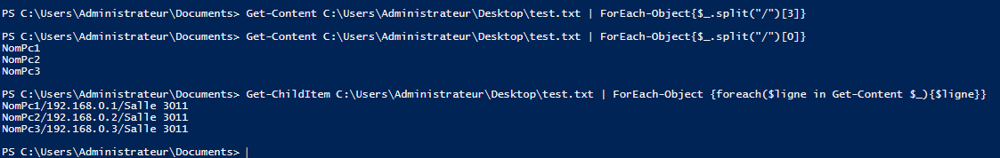 PS C:\Users\Administrateur\Documents> Get-Content C:\Users\Administrateur\Desktop\test.txt | ForEach-Object{$_.split("/")[3]}
PS C:\Users\Administrateur\Documents> Get-Content C:\Users\Administrateur\Desktop\test.txt | ForEach-Object{$_.split("/")[0]}
NomPc1
NomPc2
NomPc3
PS C:\Users\Administrateur\Documents> Get-ChildItem C:\Users\Administrateur\Desktop\test.txt | ForEach-Object {foreach($ligne in Get-Content $_){$ligne}}
NomPc1/192.168.0.1/Salle 3011
NomPc2/192.168.0.2/Salle 3011
NomPc3/192.168.0.3/Salle 3011
PS C:\Users\Administrateur\Documents>